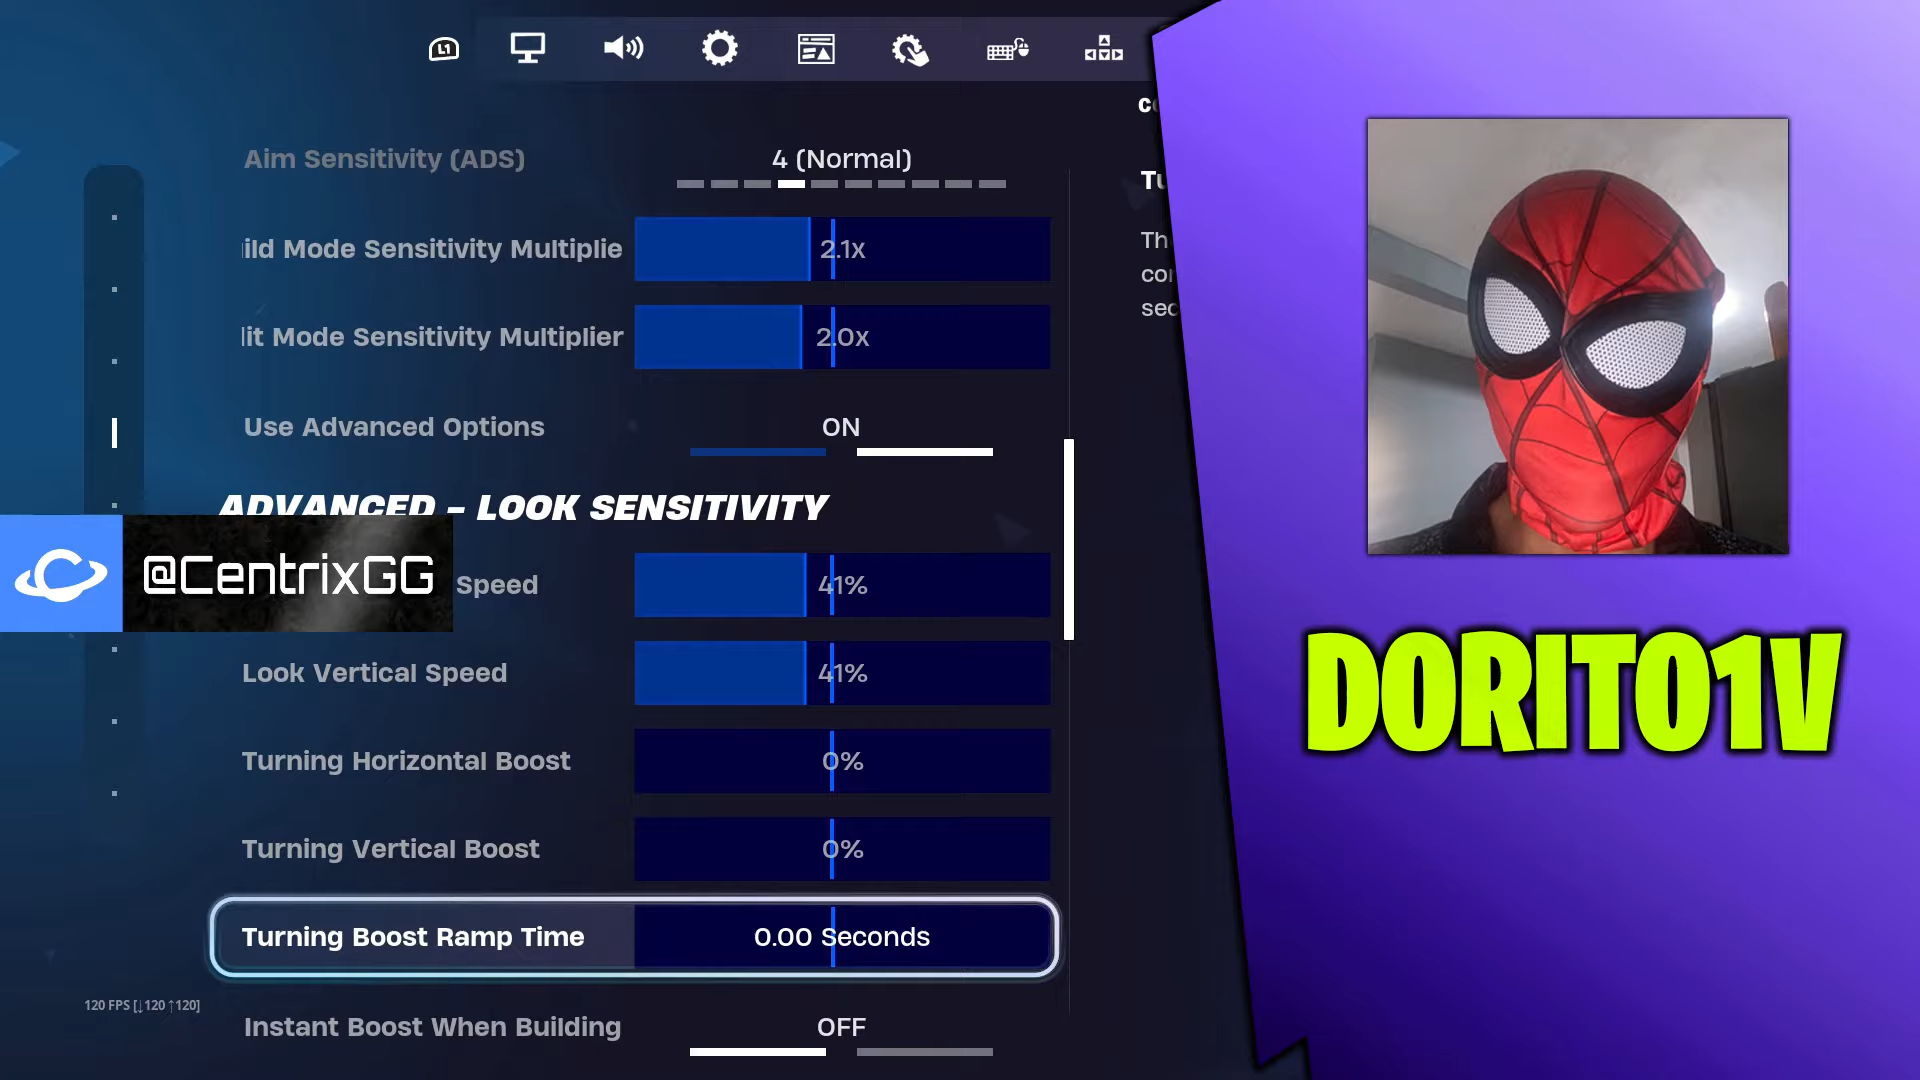 L1
Aim Sensitivity (ADS) 4 (Normal)
ild Mode Sensitivity Multiplie 2.1x
lit Mode Sensitivity Multiplier 2.0x
Use Advanced Options ON
ADVANCED - LOOK SENSITIVITY
@CentrixGG Speed 41%
Look Vertical Speed 41%
Turning Horizontal Boost 0%
Turning Vertical Boost 0%
Turning Boost Ramp Time 0.00 Seconds
120 FPS [↓120 ↑120]
Instant Boost When Building OFF
DORITO1V